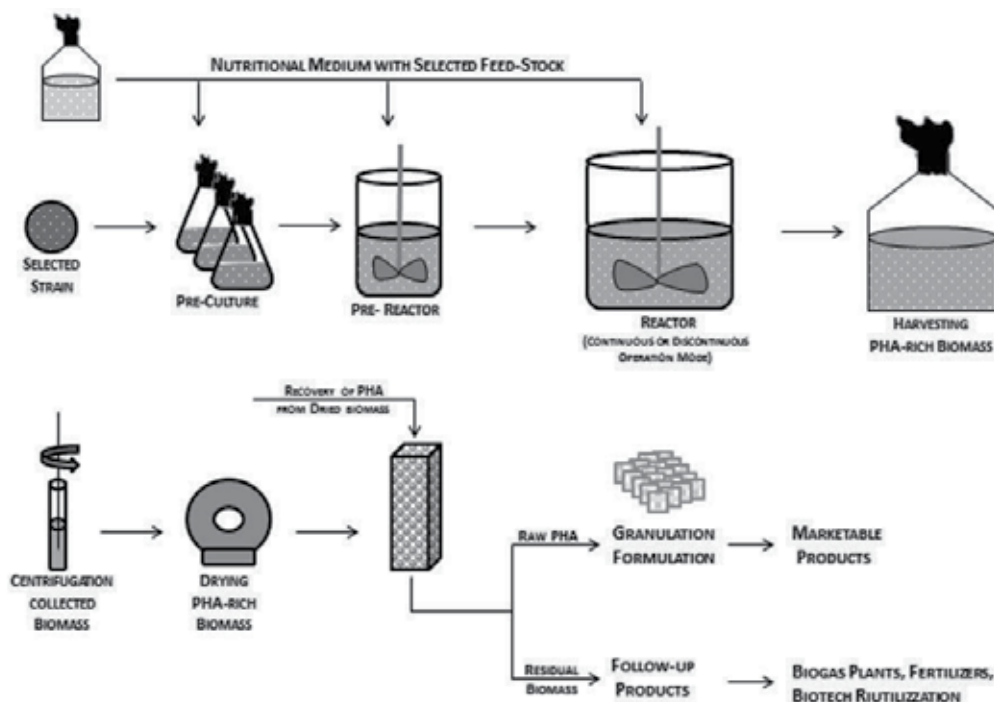 NUTRITIONAL MEDIUM WITH SELECTED FEED-STOCK
SELECTED
STRAIN
PRE-CULTURE
PRE- REACTOR
REACTOR
(CONTINUOUS OR DISCONTINUOUS
OPERATION MODE)
HARVESTING
PHA-RICH BIOMASS
RECOVERY OF PHA
FROM DRIED BIOMASS
CENTRIFUGATION
COLLECTED
BIOMASS
DRYING
PHA-RICH
BIOMASS
RAW PHA
GRANULATION
FORMULATION
MARKETABLE
PRODUCTS
RESIDUAL
BIOMASS
FOLLOW-UP
PRODUCTS
BIOGAS PLANTS, FERTILIZERS,
BIOTECH RIUTILIZZATION